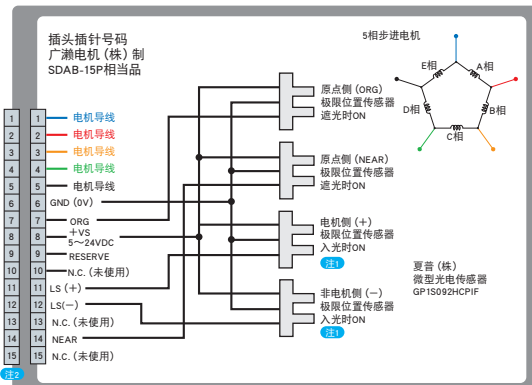 插头插针号码
广濑电机(株)制
SDAB-15P相当品
1 1 电机导线
2 2 电机导线
3 3 电机导线
4 4 电机导线
5 5 电机导线
6 6 GND (0V)
7 7 ORG
8 8 +VS
5~24VDC
9 9 RESERVE
10 10 N.C. (未使用)
11 11 LS (+)
12 12 LS(-)
13 13 N.C. (未使用)
14 14 NEAR
15 15 N.C. (未使用)
注2
原点侧 (ORG)
极限位置传感器
遮光时ON
原点侧 (NEAR)
极限位置传感器
遮光时ON
电机侧 (+)
极限位置传感器
入光时ON
注1
非电机侧 (-)
极限位置传感器
入光时ON
注1
5相步进电机
E相
A相
D相
B相
C相
夏普 (株)
微型光电传感器
GP1S092HCPIF